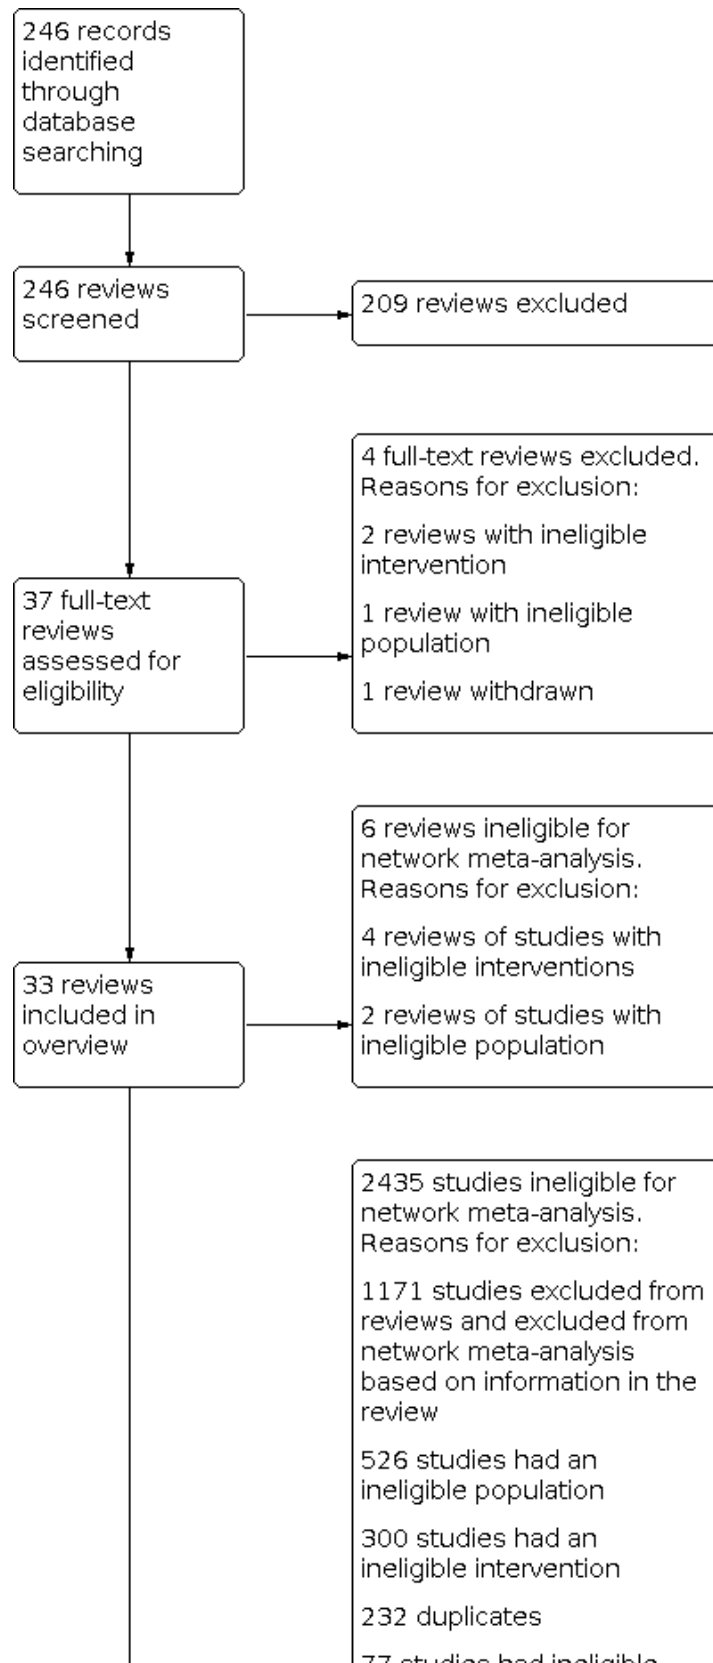 246 records
identified
through
database
searching
246 reviews
screened
209 reviews excluded
4 full-text reviews excluded.
Reasons for exclusion:
2 reviews with ineligible
intervention
1 review with ineligible
population
1 review withdrawn
37 full-text
reviews
assessed for
eligibility
6 reviews ineligible for
network meta-analysis.
Reasons for exclusion:
4 reviews of studies with
ineligible interventions
2 reviews of studies with
ineligible population
33 reviews
included in
overview
2435 studies ineligible for
network meta-analysis.
Reasons for exclusion:
1171 studies excluded from
reviews and excluded from
network meta-analysis
based on information in the
review
526 studies had an
ineligible population
300 studies had an
ineligible intervention
232 duplicates
77 studies had ineligible